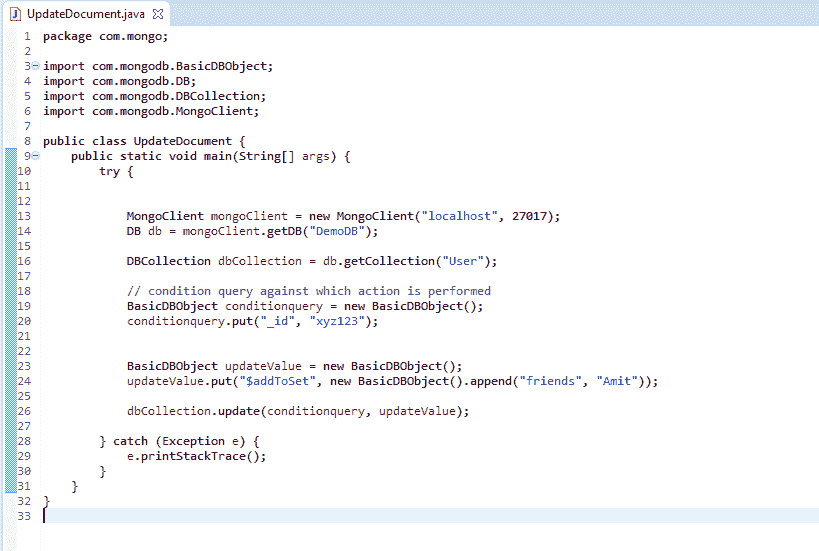 UpdateDocument.java
1 package com.mongo;
2
3 import com.mongodb.BasicDBObject;
4 import com.mongodb.DB;
5 import com.mongodb.DBCollection;
6 import com.mongodb.MongoClient;
7
8 public class UpdateDocument {
9     public static void main(String[] args) {
10         try {
11
12
13             MongoClient mongoClient = new MongoClient("localhost", 27017);
14             DB db = mongoClient.getDB("DemoDB");
15
16             DBCollection dbCollection = db.getCollection("User");
17
18             // condition query against which action is performed
19             BasicDBObject conditionquery = new BasicDBObject();
20             conditionquery.put("_id", "xyz123");
21
22
23             BasicDBObject updateValue = new BasicDBObject();
24             updateValue.put("$addToSet", new BasicDBObject().append("friends", "Amit"));
25
26             dbCollection.update(conditionquery, updateValue);
27
28         } catch (Exception e) {
29             e.printStackTrace();
30         }
31     }
32 }
33